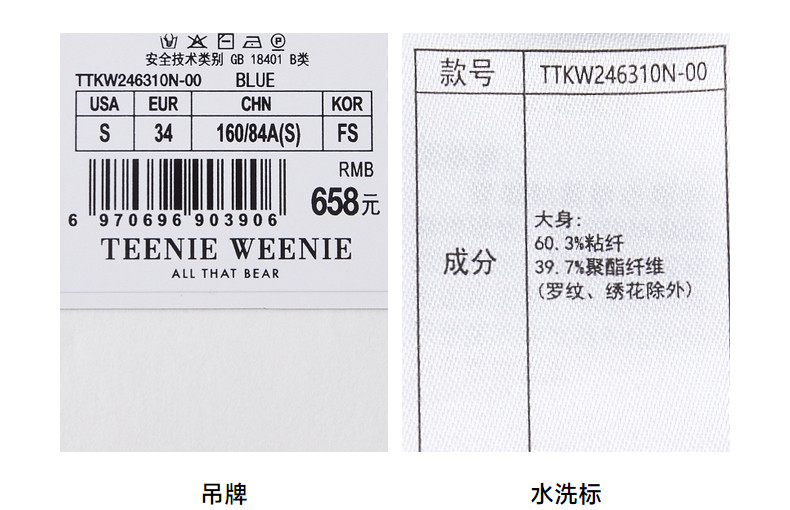 安全技术类别 GB 18401 B类
TTKW246310N-00 BLUE
USA EUR CHN KOR
S 34 160/84A(S) FS
RMB
658元
6 970696 903906
TEENIE WEENIE
ALL THAT BEAR
吊牌
款号 TTKW246310N-00
成分
大身:
60.3%粘纤
39.7%聚酯纤维
(罗纹、绣花除外)
水洗标